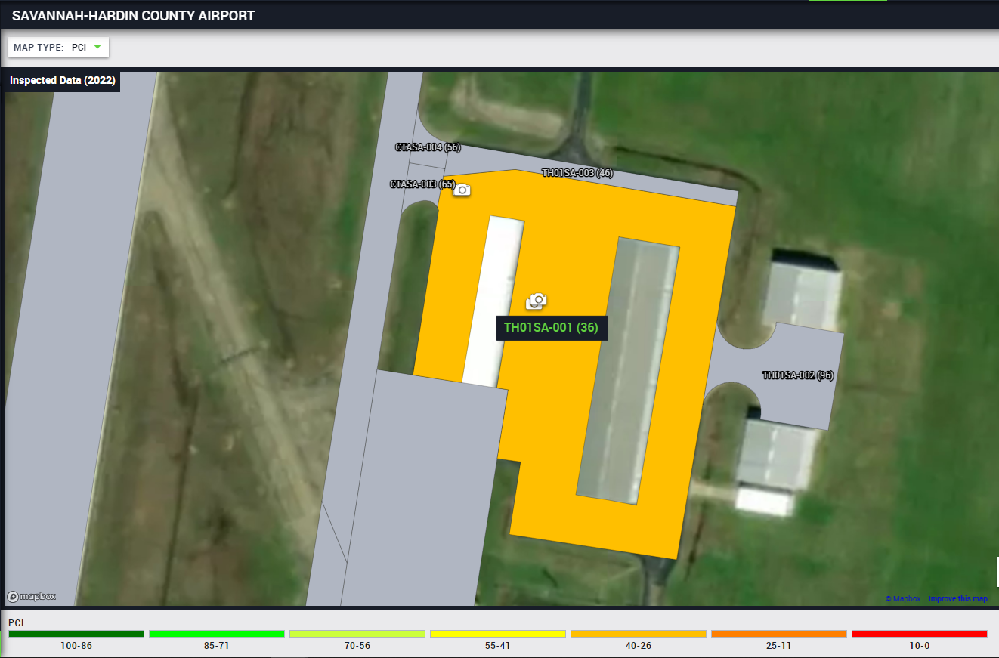 SAVANNAH-HARDIN COUNTY AIRPORT
MAP TYPE: PCI
Inspected Data (2022)
CTASA-004 (56)
TH01SA-003 (46)
CTASA-003 (65)
TH01SA-001 (36)
TH01SA-002 (96)
mapbox
© Mapbox Improve this map
PCI:
100-86 85-71 70-56 55-41 40-26 25-11 10-0